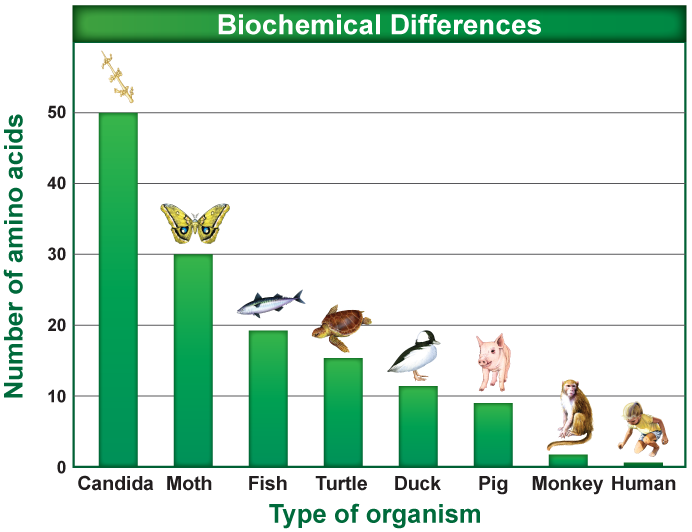 Biochemical Differences
Number of amino acids
50
40
30
20
10
0
Candida Moth Fish Turtle Duck Pig Monkey Human
Type of organism